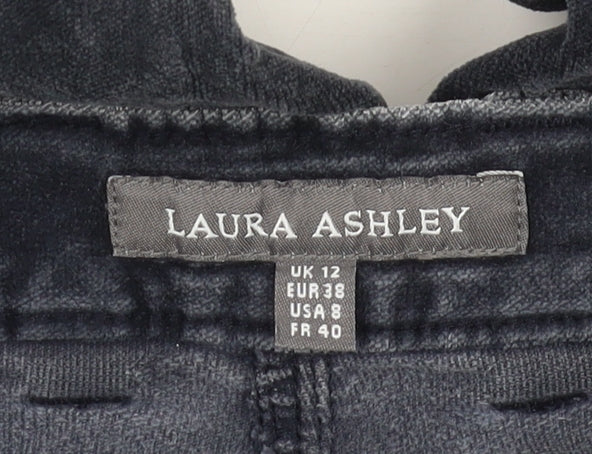 LAURA ASHLEY
UK 12
EUR 38
USA 8
FR 40